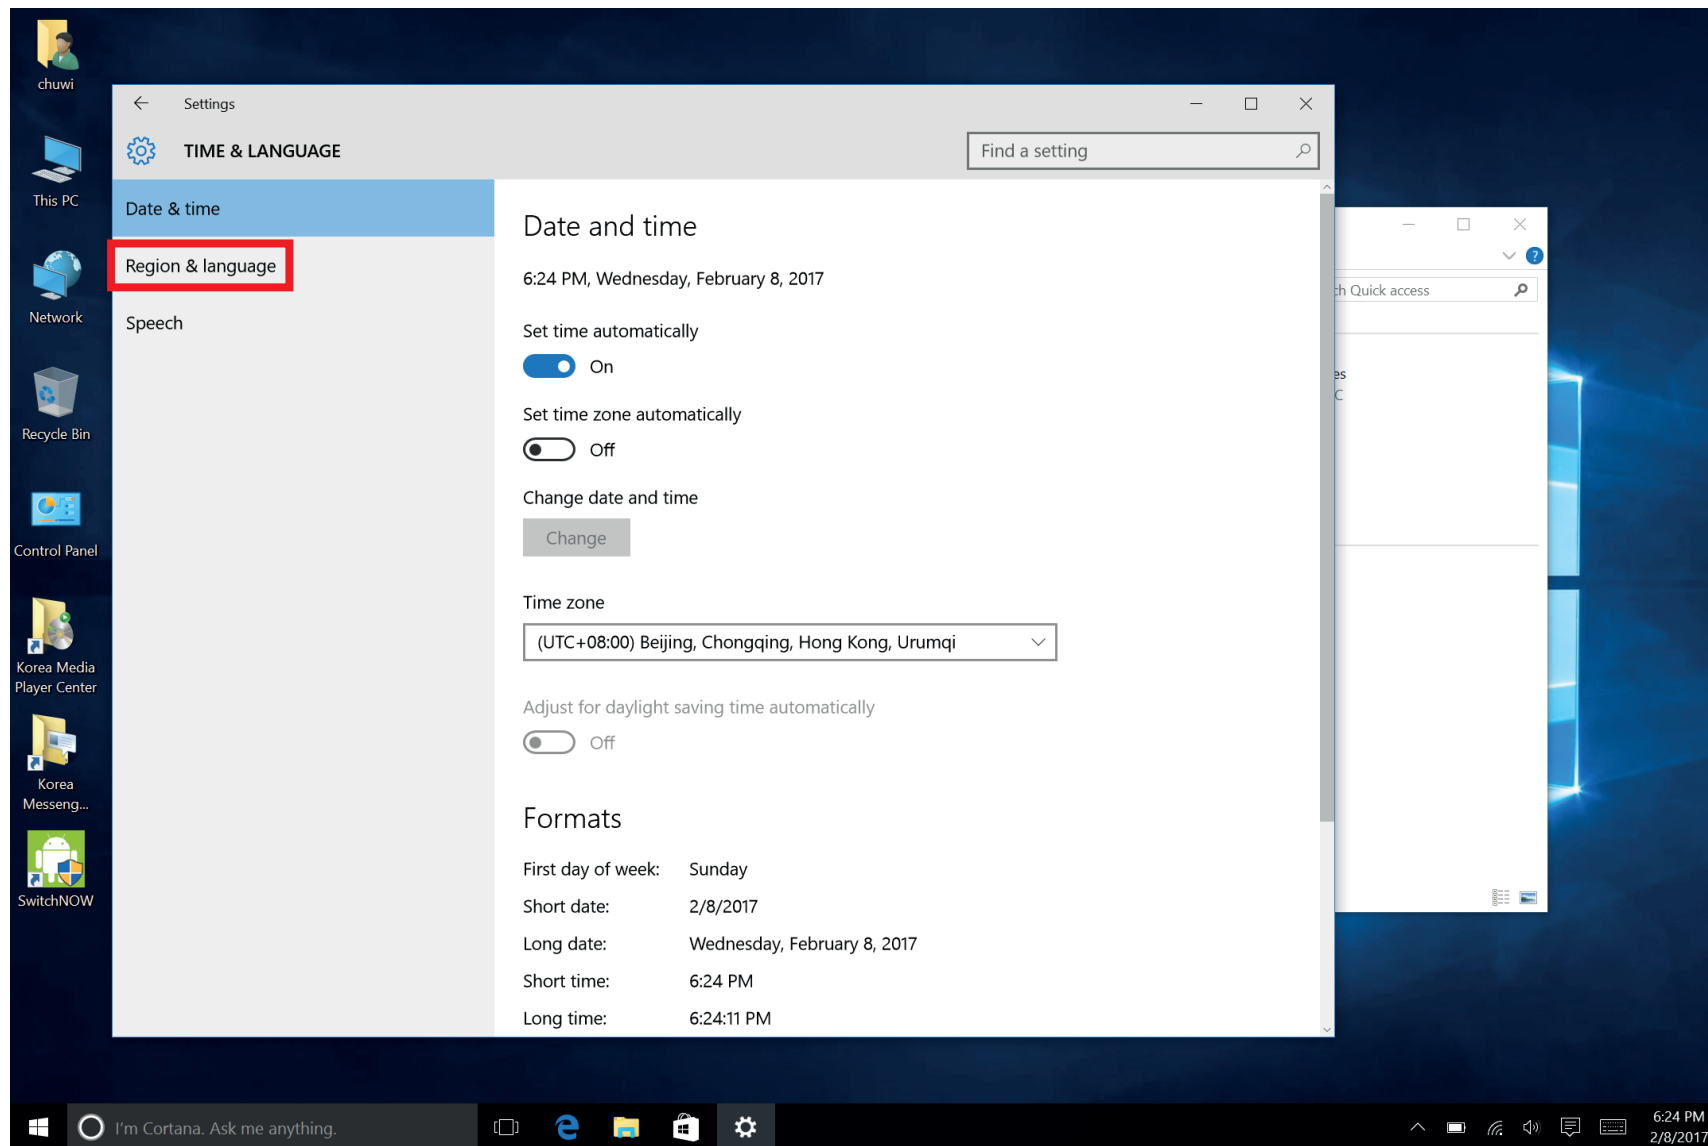 chuwi
This PC
Network
Recycle Bin
Control Panel
Korea Media
Player Center
Korea
Messeng...
SwitchNOW
Settings
TIME & LANGUAGE
Find a setting
Date & time
Region & language
Speech
Date and time
6:24 PM, Wednesday, February 8, 2017
Set time automatically
On
Set time zone automatically
Off
Change date and time
Change
Time zone
(UTC+08:00) Beijing, Chongqing, Hong Kong, Urumqi
Adjust for daylight saving time automatically
Off
Formats
First day of week: Sunday
Short date: 2/8/2017
Long date: Wednesday, February 8, 2017
Short time: 6:24 PM
Long time: 6:24:11 PM
?
ch Quick access
es
C
I'm Cortana. Ask me anything.
6:24 PM
2/8/2017